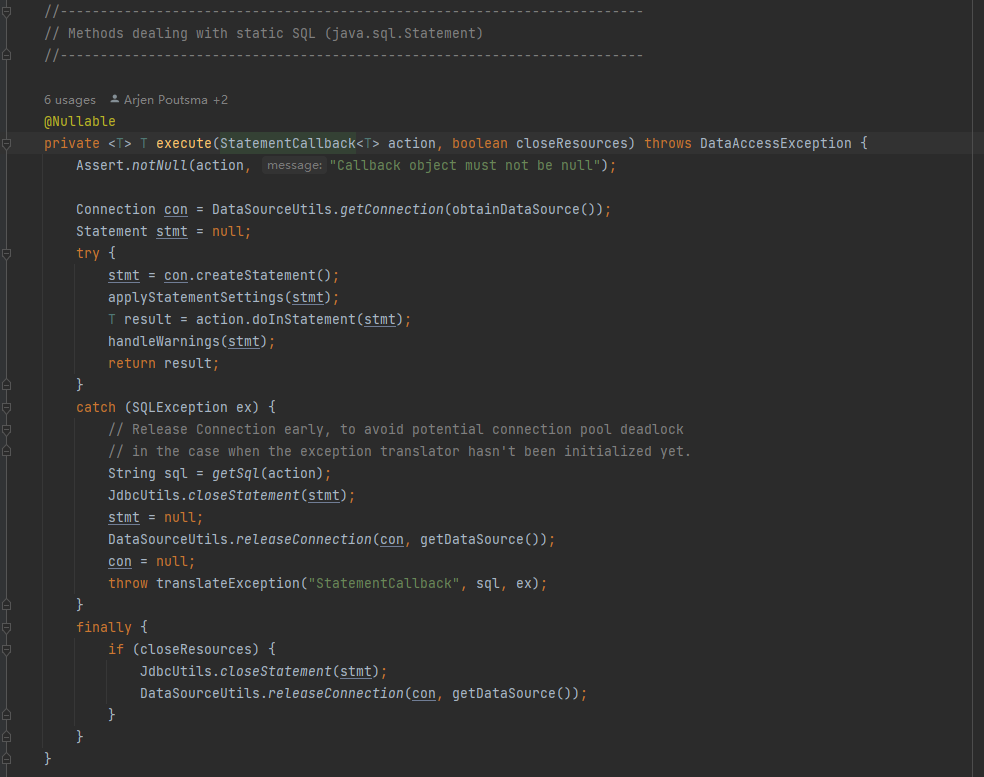 //-------------------------------------------------------------------------
// Methods dealing with static SQL (java.sql.Statement)
//-------------------------------------------------------------------------
6 usages Arjen Poutsma +2
@Nullable
private <T> T execute(StatementCallback<T> action, boolean closeResources) throws DataAccessException {
Assert.notNull(action, message: "Callback object must not be null");
Connection con = DataSourceUtils.getConnection(obtainDataSource());
Statement stmt = null;
try {
stmt = con.createStatement();
applyStatementSettings(stmt);
T result = action.doInStatement(stmt);
handleWarnings(stmt);
return result;
}
catch (SQLException ex) {
// Release Connection early, to avoid potential connection pool deadlock
// in the case when the exception translator hasn't been initialized yet.
String sql = getSql(action);
JdbcUtils.closeStatement(stmt);
stmt = null;
DataSourceUtils.releaseConnection(con, getDataSource());
con = null;
throw translateException("StatementCallback", sql, ex);
}
finally {
if (closeResources) {
JdbcUtils.closeStatement(stmt);
DataSourceUtils.releaseConnection(con, getDataSource());
}
}
}